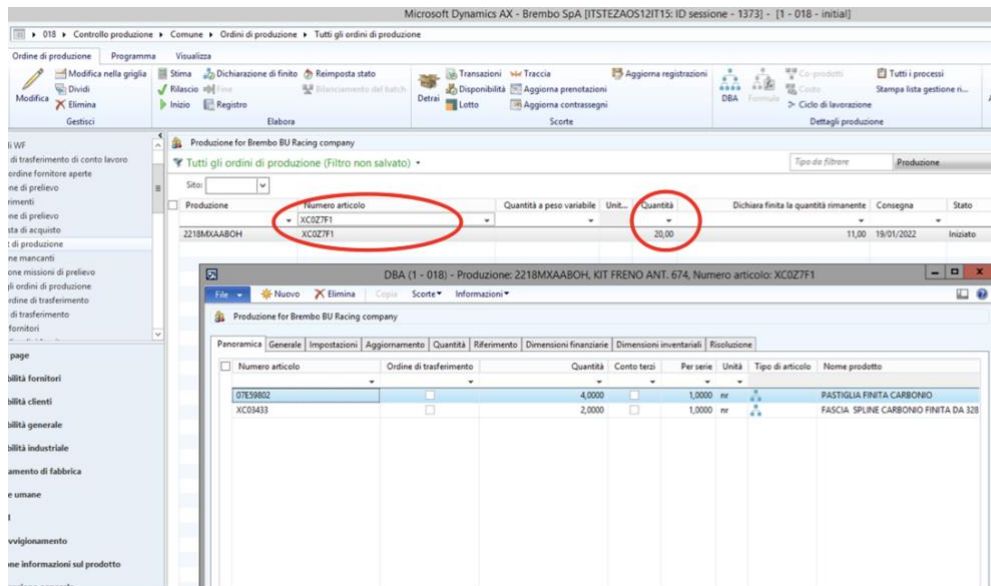 Microsoft Dynamics AX - Brembo SpA [ITSTEZAOS12IT15: ID sessione - 1373] - [1 - 018 - initial]
018 Controllo produzione Comune Ordini di produzione Tutti gli ordini di produzione
Ordine di produzione Programma Visualizza
Modifica
Modifica nella griglia
Dividi
Elimina
Gestisci
Stima Dichiarazione di finito Reimposta stato
Rilascio Fine Bilanciamento del batch
Inizio Registro
Elabora
Detrai
Transazioni Traccia Aggiorna registrazioni
Disponibilità Aggiorna prenotazioni
Lotto Aggiorna contrassegni
Scorte
DBA Formula
Co-prodotti Tutti i processi
Costo Stampa lista gestione ri...
Ciclo di lavorazione
Dettagli produzione
li WF
di trasferimento di conto lavoro
ordine fornitore aperte
ne di prelievo
rimenti
ne di prelievo
sta di acquisto
t di produzione
ne mancanti
one missioni di prelievo
gli ordini di produzione
rdine di trasferimento
di trasferimento
fornitori
page
bilità fornitori
bilità clienti
bilità generale
bilità industriale
amento di fabbrica
e umane
vvigionamento
ne informazioni sul prodotto
Produzione for Brembo BU Racing company
Tutti gli ordini di produzione (Filtro non salvato)
Tipo da filtrare Produzione
Sito:
Produzione Numero articolo Quantità a peso variabile Unit... Quantità Dichiara finita la quantità rimanente Consegna Stato
XC0Z7F1
2218MXAABOH XC0Z7F1 20,00 11,00 19/01/2022 Iniziato
DBA (1 - 018) - Produzione: 2218MXAABOH, KIT FRENO ANT. 674, Numero articolo: XC0Z7F1
File Nuovo Elimina Copia Scorte Informazioni
Produzione for Brembo BU Racing company
Panoramica Generale Impostazioni Aggiornamento Quantità Riferimento Dimensioni finanziarie Dimensioni inventariali Risoluzione
Numero articolo Ordine di trasferimento Quantità Conto terzi Per serie Unità Tipo di articolo Nome prodotto
07E59802 4,0000 1,0000 nr PASTIGLIA FINITA CARBONIO
XC03433 2,0000 1,0000 nr FASCIA SPLINE CARBONIO FINITA DA 328